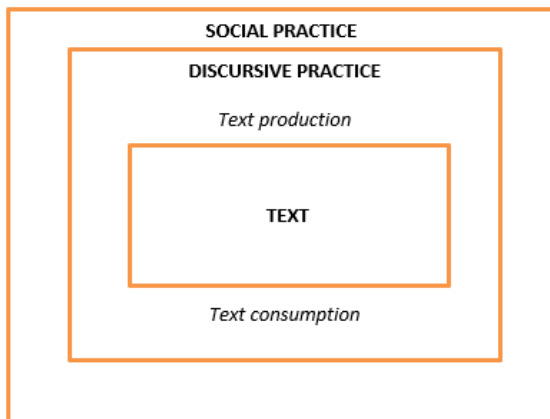 SOCIAL PRACTICE
DISCURSIVE PRACTICE
Text production
TEXT
Text consumption